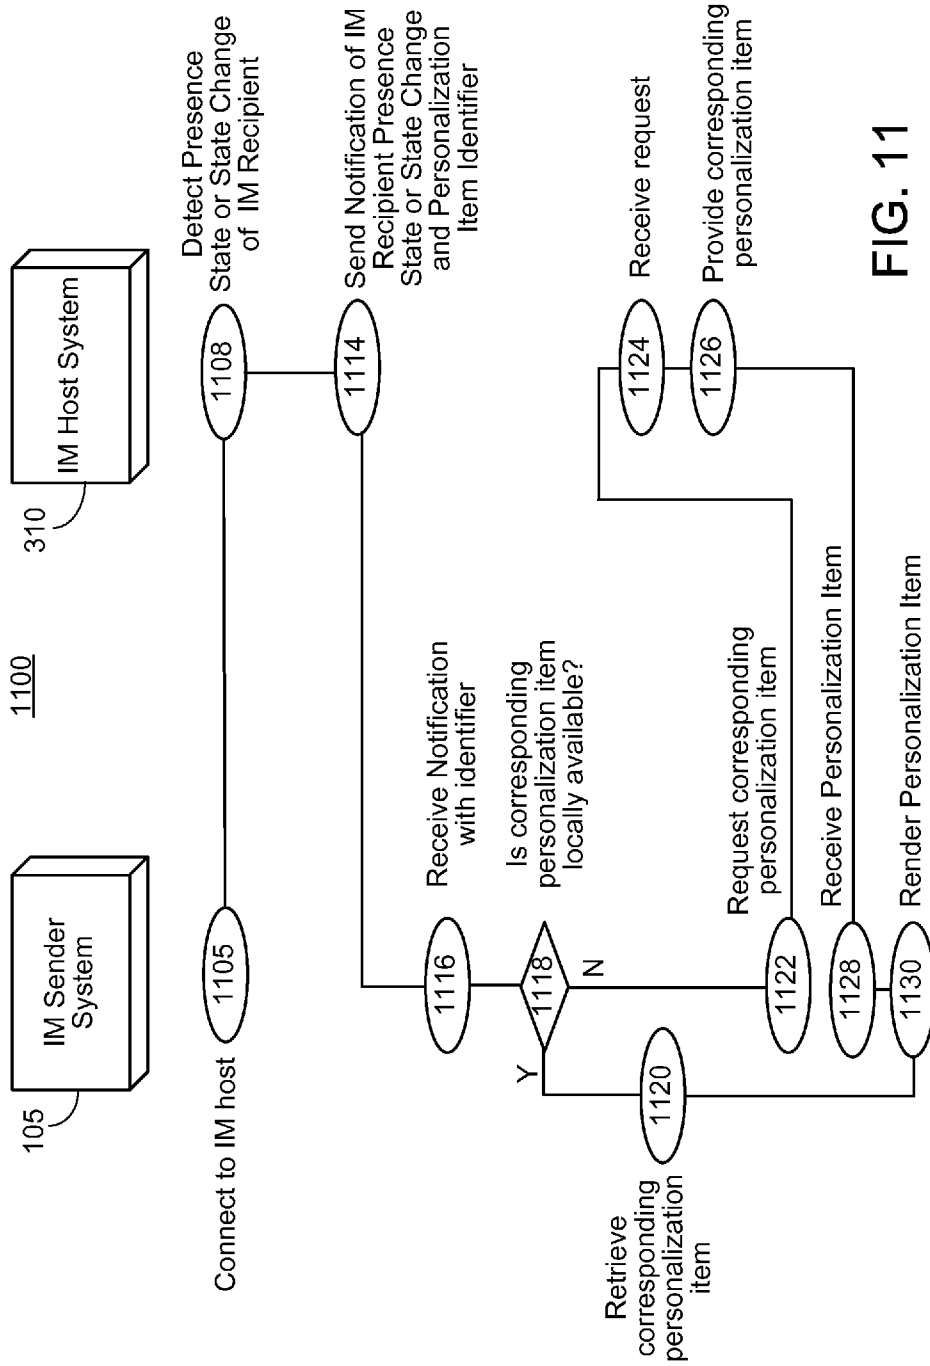 1100
105
IM Sender
System
310
IM Host System
Connect to IM host
1105
1108
Detect Presence
State or State Change
of IM Recipient
1114
Send Notification of IM
Recipient Presence
State or State Change
and Personalization
Item Identifier
1116
Receive Notification
with identifier
1118
Is corresponding
personalization item
locally available?
Y
N
Retrieve
corresponding
personalization
item
1120
1122
Request corresponding
personalization item
1124
Receive request
1126
Provide corresponding
personalization item
1128
Receive Personalization Item
1130
Render Personalization Item
FIG. 11